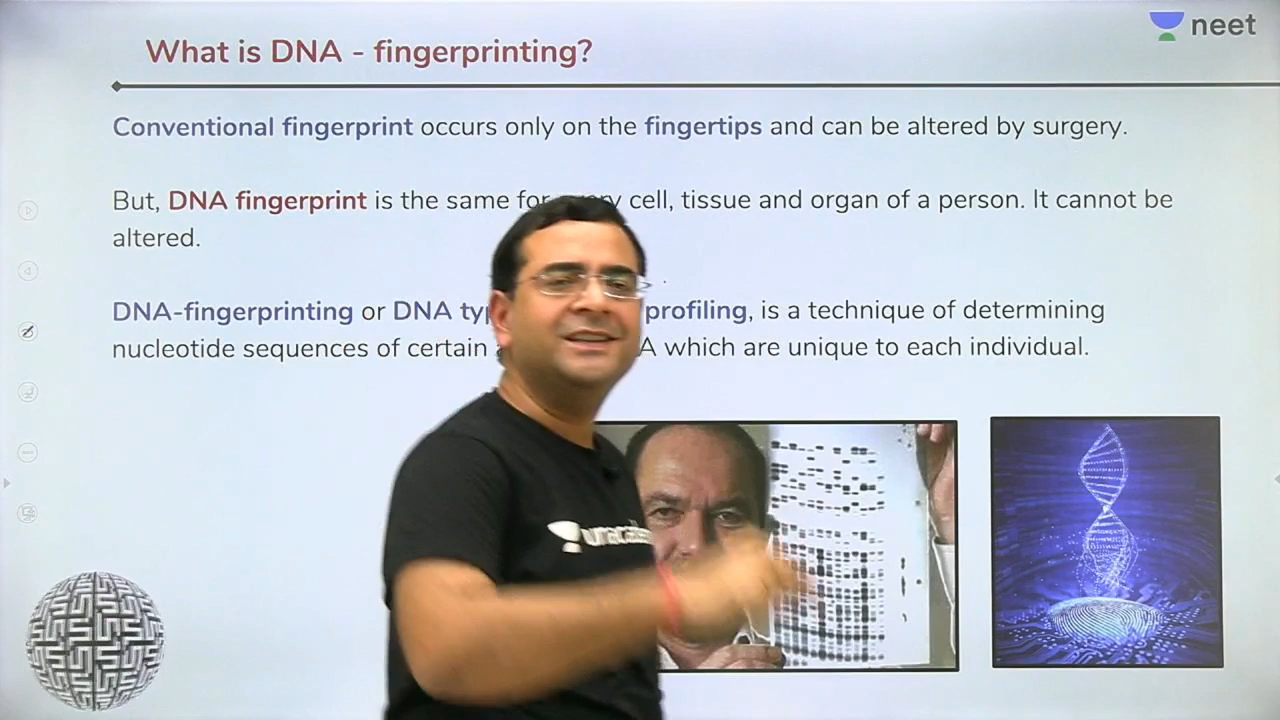 neet
What is DNA - fingerprinting?
Conventional fingerprint occurs only on the fingertips and can be altered by surgery.
But, DNA fingerprint is the same for every cell, tissue and organ of a person. It cannot be
altered.
DNA-fingerprinting or DNA profiling, is a technique of determining
nucleotide sequences of certain which are unique to each individual.